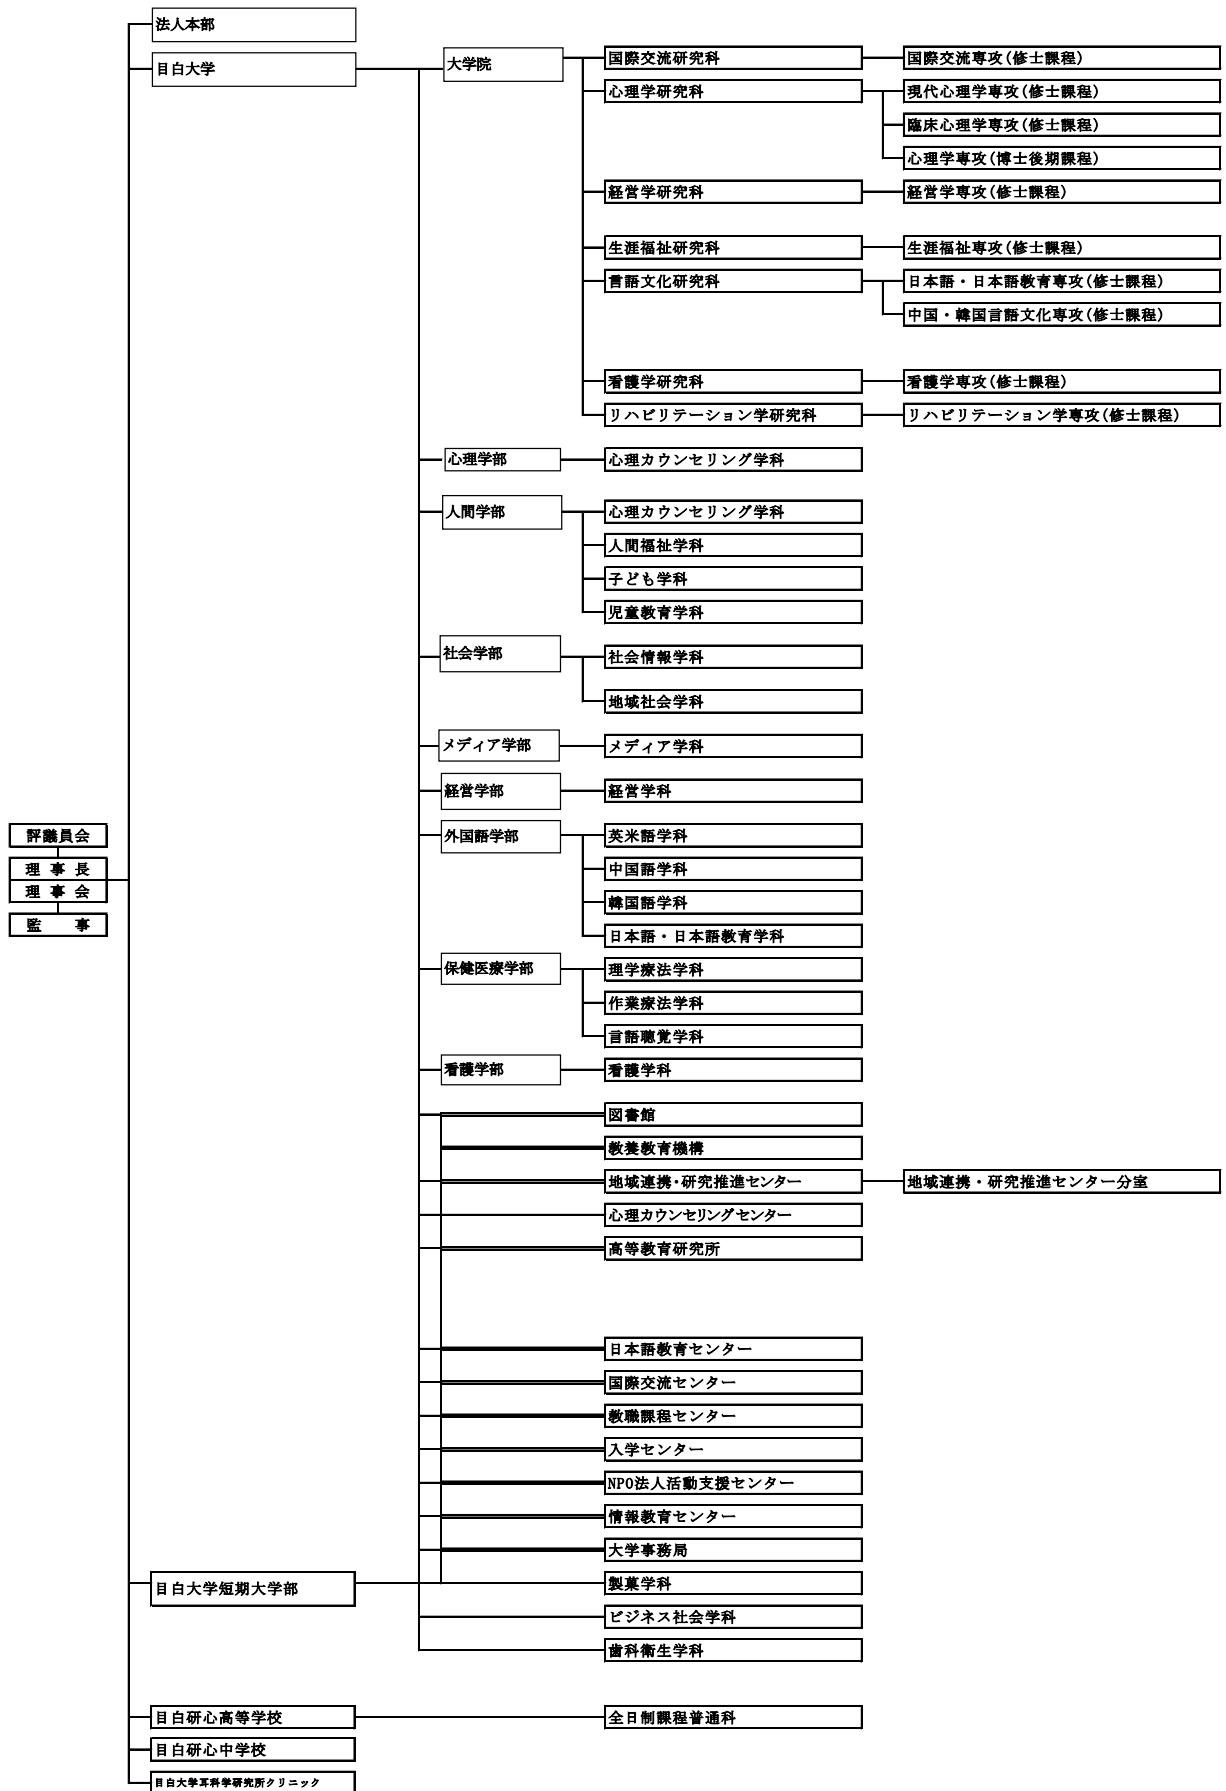 法人本部
目白大学
大学院
国際交流研究科
国際交流専攻(修士課程)
心理学研究科
現代心理学専攻(修士課程)
臨床心理学専攻(修士課程)
心理学専攻(博士後期課程)
経営学研究科
経営学専攻(修士課程)
生涯福祉研究科
生涯福祉専攻(修士課程)
言語文化研究科
日本語・日本語教育専攻(修士課程)
中国・韓国言語文化専攻(修士課程)
看護学研究科
看護学専攻(修士課程)
リハビリテーション学研究科
リハビリテーション学専攻(修士課程)
心理学部
心理カウンセリング学科
人間学部
心理カウンセリング学科
人間福祉学科
子ども学科
児童教育学科
社会学部
社会情報学科
地域社会学科
メディア学部
メディア学科
経営学部
経営学科
評議員会
理 事 長
理 事 会
監 事
外国語学部
英米語学科
中国語学科
韓国語学科
日本語・日本語教育学科
保健医療学部
理学療法学科
作業療法学科
言語聴覚学科
看護学部
看護学科
図書館
教養教育機構
地域連携・研究推進センター
地域連携・研究推進センター分室
心理カウンセリングセンター
高等教育研究所
日本語教育センター
国際交流センター
教職課程センター
入学センター
NPO法人活動支援センター
情報教育センター
大学事務局
目白大学短期大学部
製菓学科
ビジネス社会学科
歯科衛生学科
目白研心高等学校
全日制課程普通科
目白研心中学校
目白大学耳科学研究所クリニック